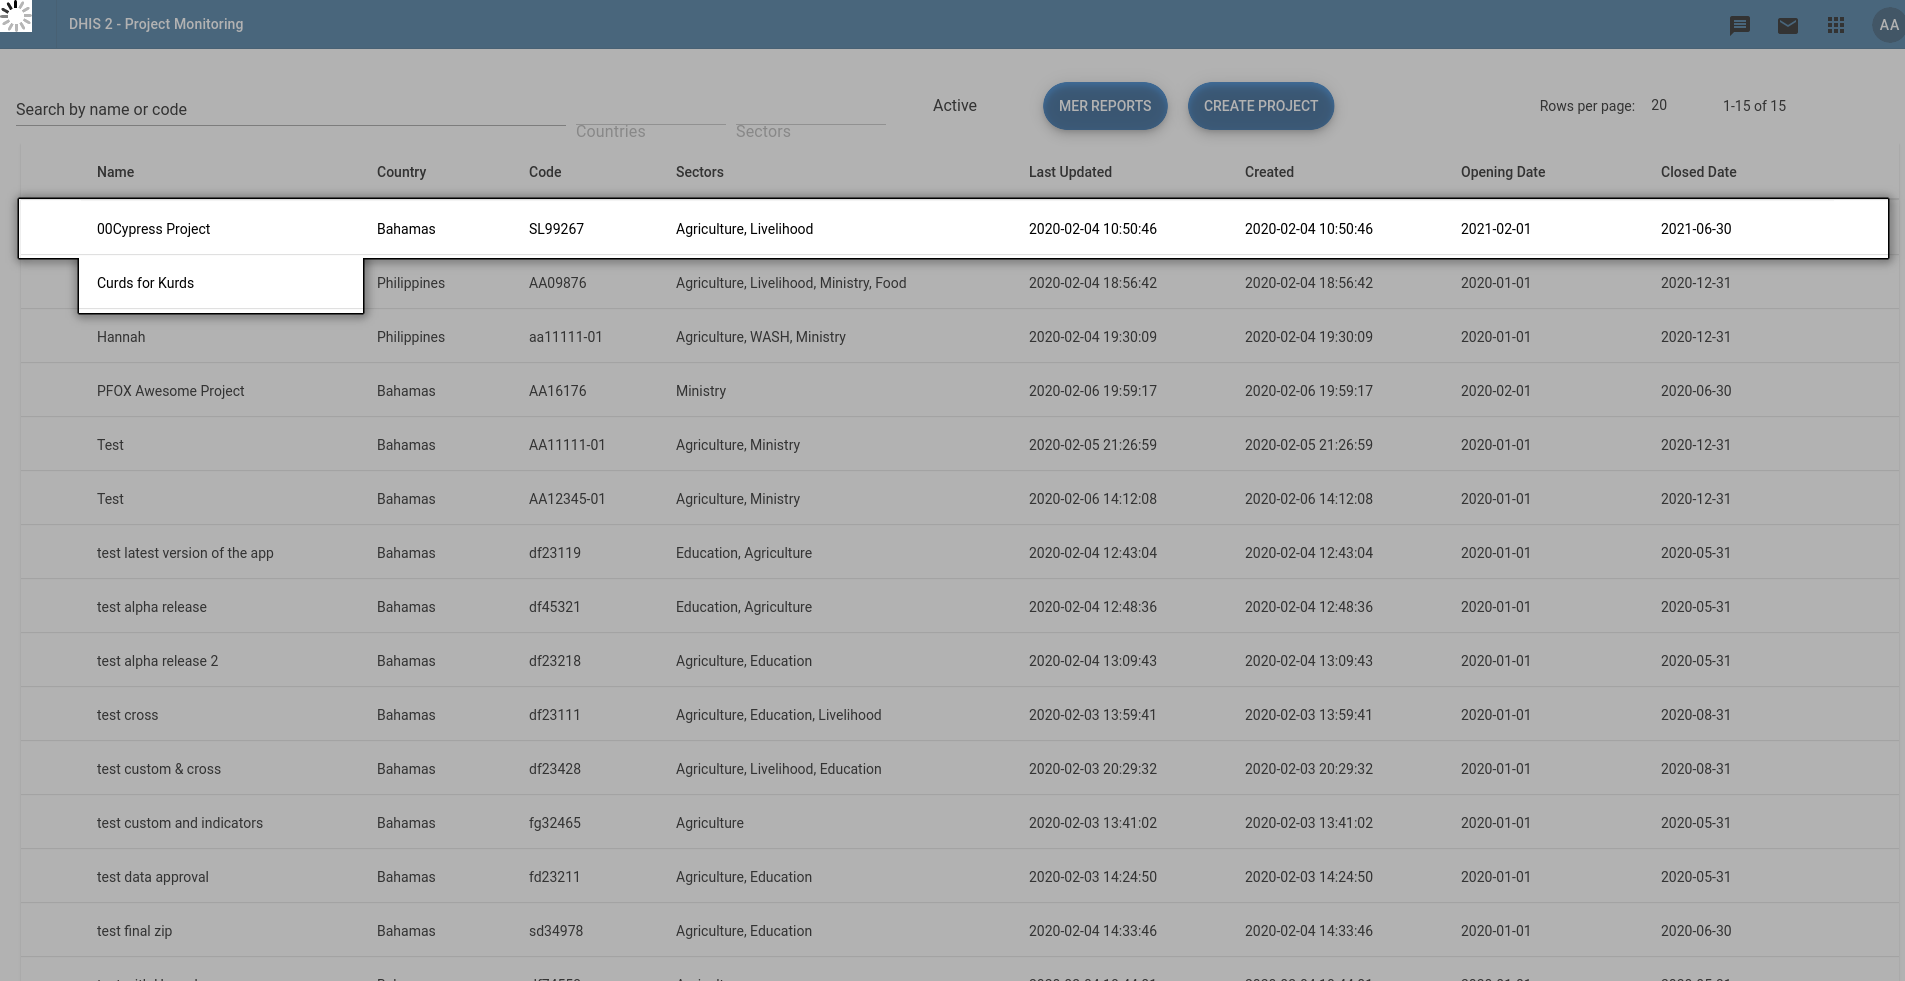 DHIS 2 - Project Monitoring
AA
Search by name or code
Countries
Sectors
Active
MER REPORTS
CREATE PROJECT
Rows per page: 20
1-15 of 15
Name Country Code Sectors Last Updated Created Opening Date Closed Date
00Cypress Project Bahamas SL99267 Agriculture, Livelihood 2020-02-04 10:50:46 2020-02-04 10:50:46 2021-02-01 2021-06-30
Curds for Kurds Philippines AA09876 Agriculture, Livelihood, Ministry, Food 2020-02-04 18:56:42 2020-02-04 18:56:42 2020-01-01 2020-12-31
Hannah Philippines aa11111-01 Agriculture, WASH, Ministry 2020-02-04 19:30:09 2020-02-04 19:30:09 2020-01-01 2020-12-31
PFOX Awesome Project Bahamas AA16176 Ministry 2020-02-06 19:59:17 2020-02-06 19:59:17 2020-02-01 2020-06-30
Test Bahamas AA11111-01 Agriculture, Ministry 2020-02-05 21:26:59 2020-02-05 21:26:59 2020-01-01 2020-12-31
Test Bahamas AA12345-01 Agriculture, Ministry 2020-02-06 14:12:08 2020-02-06 14:12:08 2020-01-01 2020-12-31
test latest version of the app Bahamas df23119 Education, Agriculture 2020-02-04 12:43:04 2020-02-04 12:43:04 2020-01-01 2020-05-31
test alpha release Bahamas df45321 Education, Agriculture 2020-02-04 12:48:36 2020-02-04 12:48:36 2020-01-01 2020-05-31
test alpha release 2 Bahamas df23218 Agriculture, Education 2020-02-04 13:09:43 2020-02-04 13:09:43 2020-01-01 2020-05-31
test cross Bahamas df23111 Agriculture, Education, Livelihood 2020-02-03 13:59:41 2020-02-03 13:59:41 2020-01-01 2020-08-31
test custom & cross Bahamas df23428 Agriculture, Livelihood, Education 2020-02-03 20:29:32 2020-02-03 20:29:32 2020-01-01 2020-08-31
test custom and indicators Bahamas fg32465 Agriculture 2020-02-03 13:41:02 2020-02-03 13:41:02 2020-01-01 2020-05-31
test data approval Bahamas fd23211 Agriculture, Education 2020-02-03 14:24:50 2020-02-03 14:24:50 2020-01-01 2020-05-31
test final zip Bahamas sd34978 Agriculture, Education 2020-02-04 14:33:46 2020-02-04 14:33:46 2020-01-01 2020-06-30